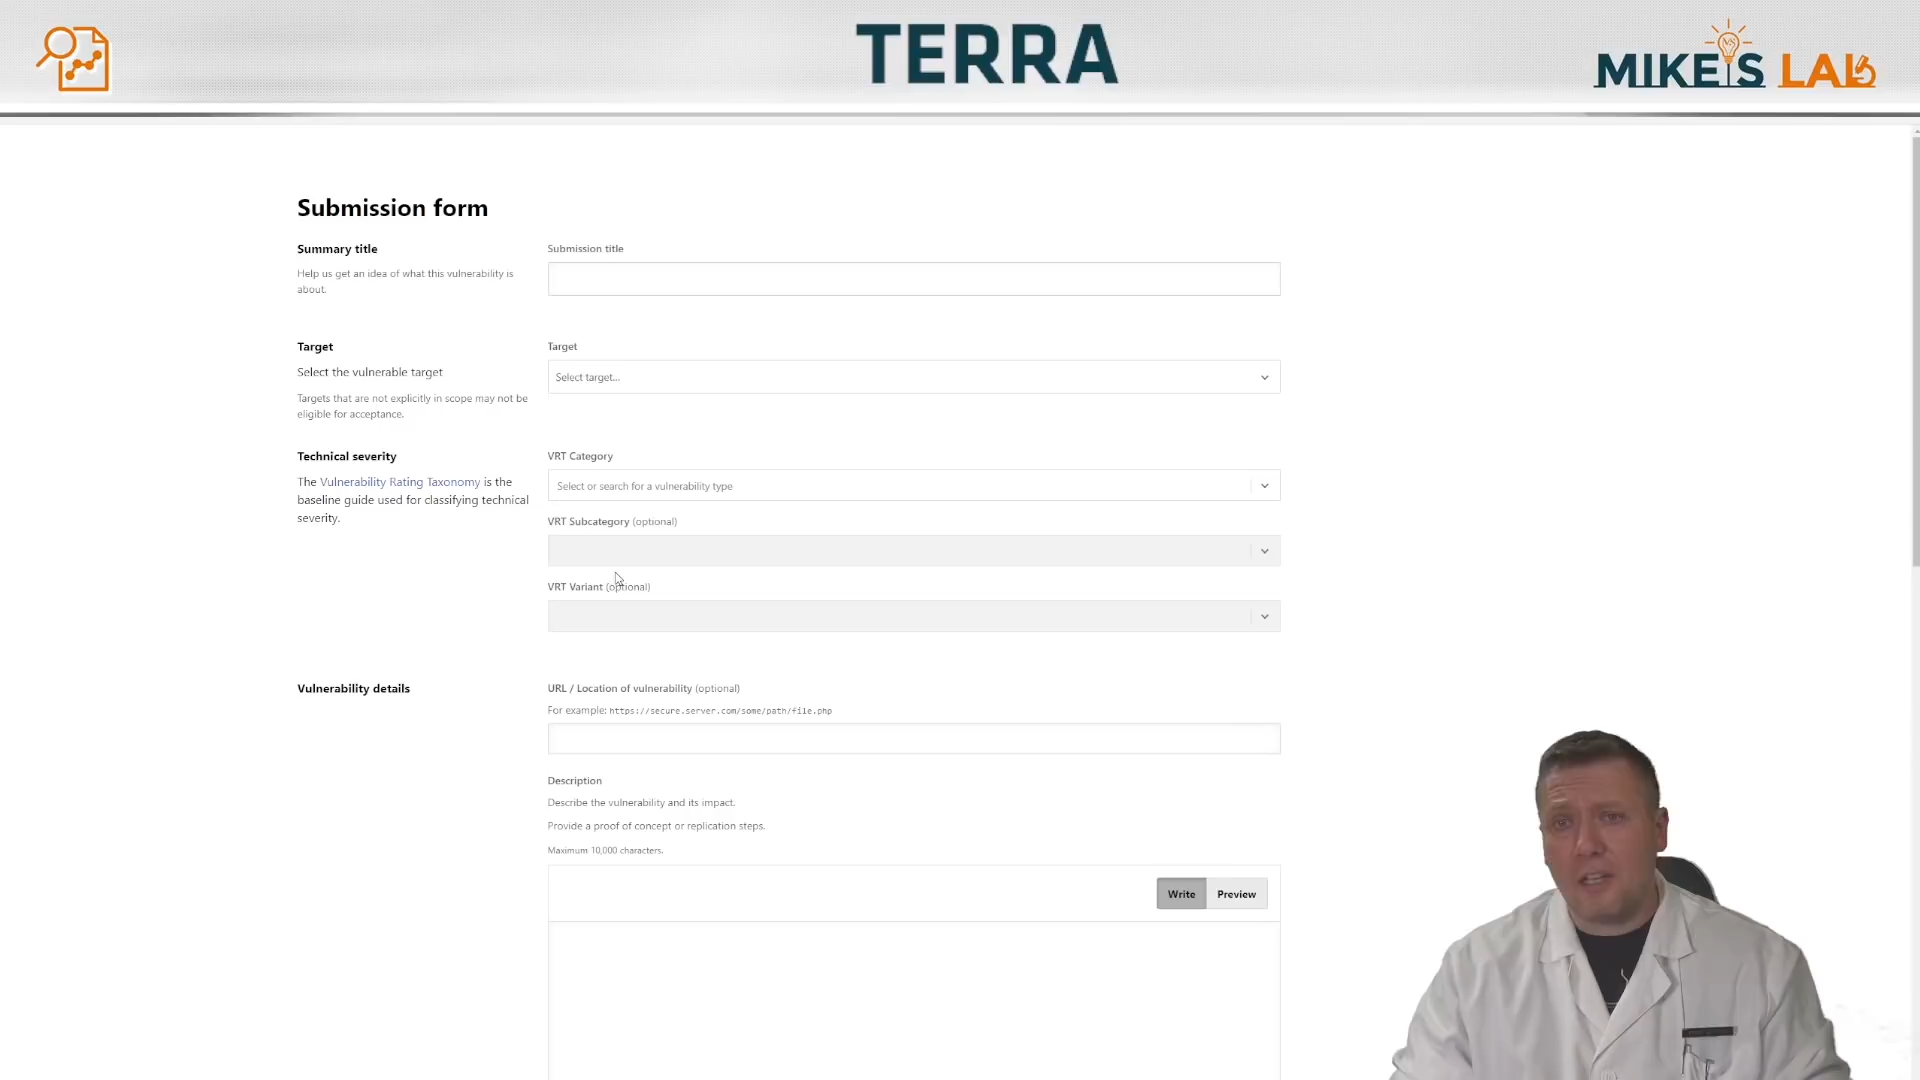 TERRA
MIKE'S LAB
Submission form
Summary title
Help us get an idea of what this vulnerability is
about.
Submission title
Target
Select the vulnerable target
Targets that are not explicitly in scope may not be
eligible for acceptance.
Target
Select target...
Technical severity
The Vulnerability Rating Taxonomy is the
baseline guide used for classifying technical
severity.
VRT Category
Select or search for a vulnerability type
VRT Subcategory (optional)
VRT Variant (optional)
Vulnerability details
URL / Location of vulnerability (optional)
For example: https://secure.server.com/some/path/file.php
Description
Describe the vulnerability and its impact.
Provide a proof of concept or replication steps.
Maximum 10,000 characters.
Write Preview